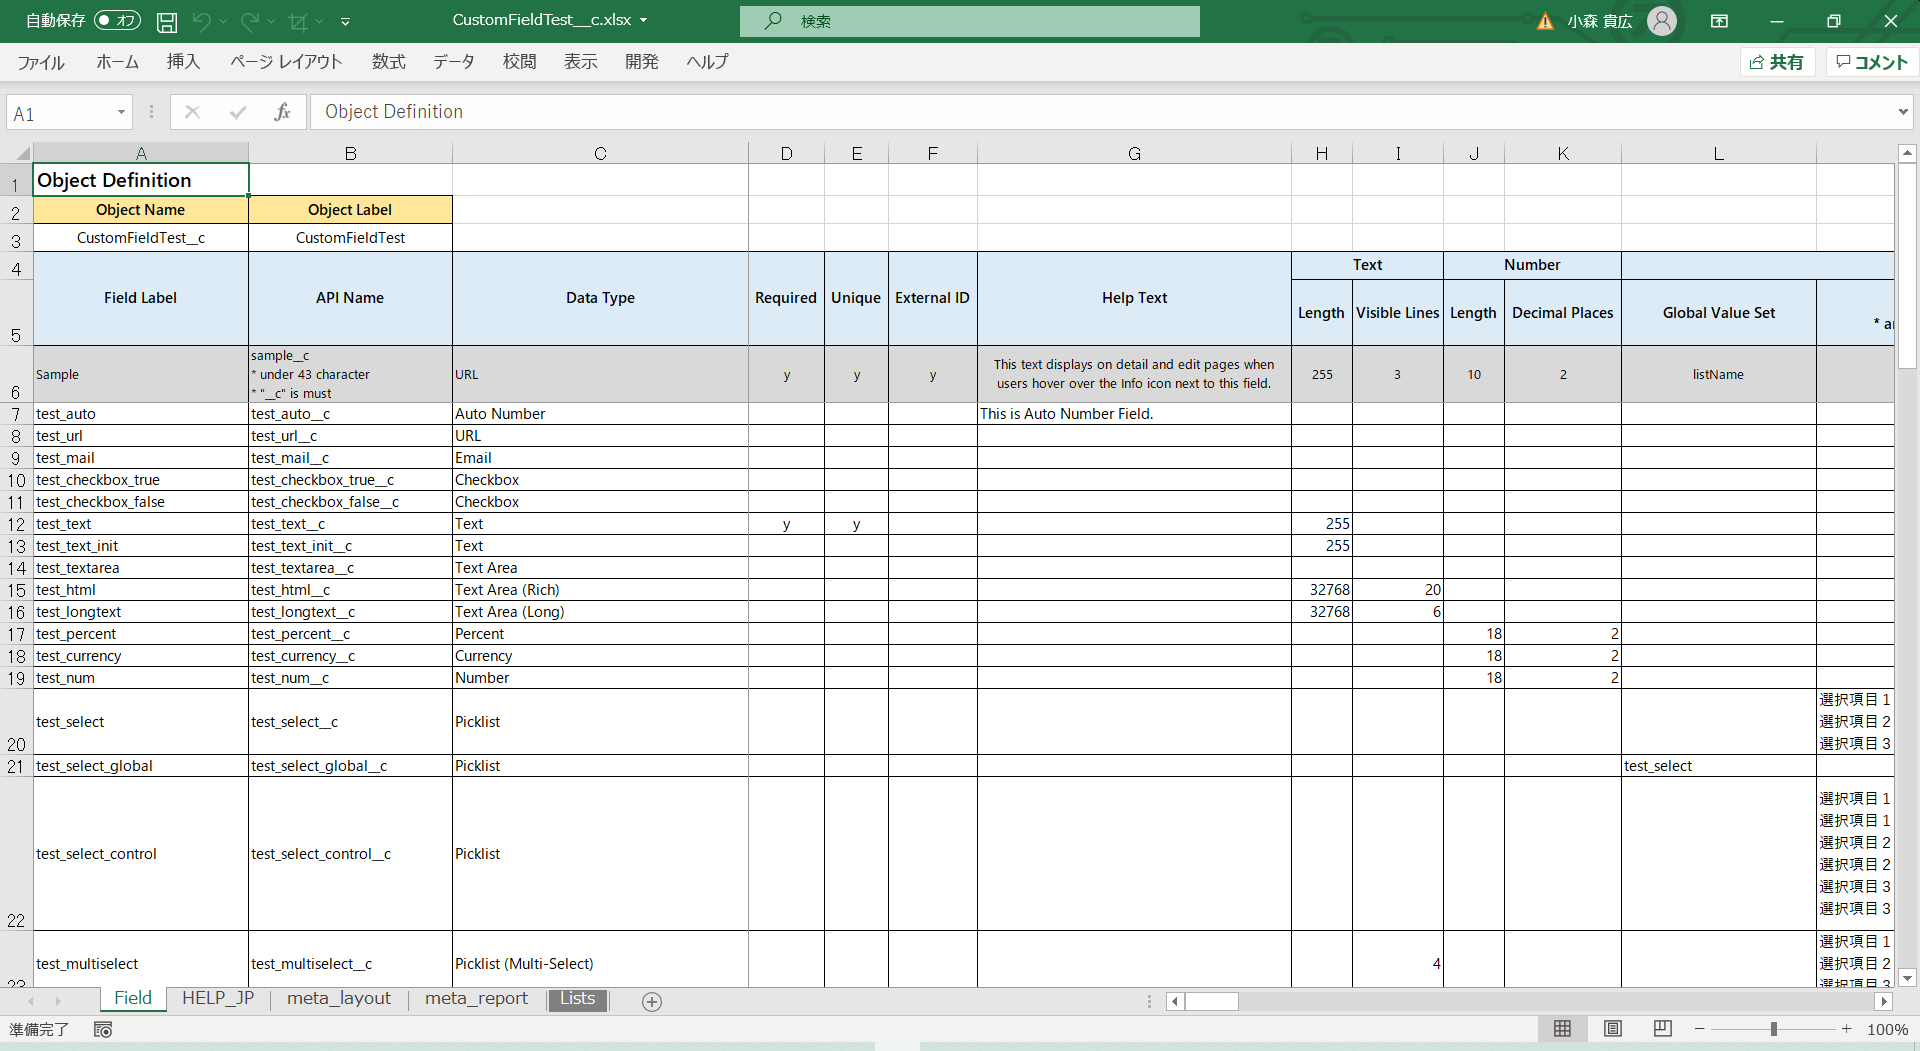 自動保存 オフ CustomFieldTest__c.xlsx 検索 小森 貴広
ファイル ホーム 挿入 ページ レイアウト 数式 データ 校閲 表示 開発 ヘルプ 共有 コメント
A1 fx Object Definition
A B C D E F G H I J K L
1 Object Definition
2 Object Name Object Label
3 CustomFieldTest__c CustomFieldTest
4 Text Number
Field Label API Name Data Type Required Unique External ID Help Text
5 Length Visible Lines Length Decimal Places Global Value Set
* a
sample__c
* under 43 character
* "__c" is must
6 Sample URL y y y This text displays on detail and edit pages when
users hover over the Info icon next to this field.
255 3 10 2 listName
7 test_auto test_auto__c Auto Number This is Auto Number Field.
8 test_url test_url__c URL
9 test_mail test_mail__c Email
10 test_checkbox_true test_checkbox_true__c Checkbox
11 test_checkbox_false test_checkbox_false__c Checkbox
12 test_text test_text__c Text y y 255
13 test_text_init test_text_init__c Text 255
14 test_textarea test_textarea__c Text Area
15 test_html test_html__c Text Area (Rich) 32768 20
16 test_longtext test_longtext__c Text Area (Long) 32768 6
17 test_percent test_percent__c Percent 18 2
18 test_currency test_currency__c Currency 18 2
19 test_num test_num__c Number 18 2
選択項目 1
20 test_select test_select__c Picklist 選択項目 2
選択項目 3
21 test_select_global test_select_global__c Picklist test_select
選択項目 1
選択項目 1
選択項目 2
22 test_select_control test_select_control__c Picklist 選択項目 2
選択項目 3
選択項目 3
選択項目 1
23 test_multiselect test_multiselect__c Picklist (Multi-Select) 4 選択項目 2
選択項目 3
Field HELP_JP meta_layout meta_report Lists
準備完了 100%